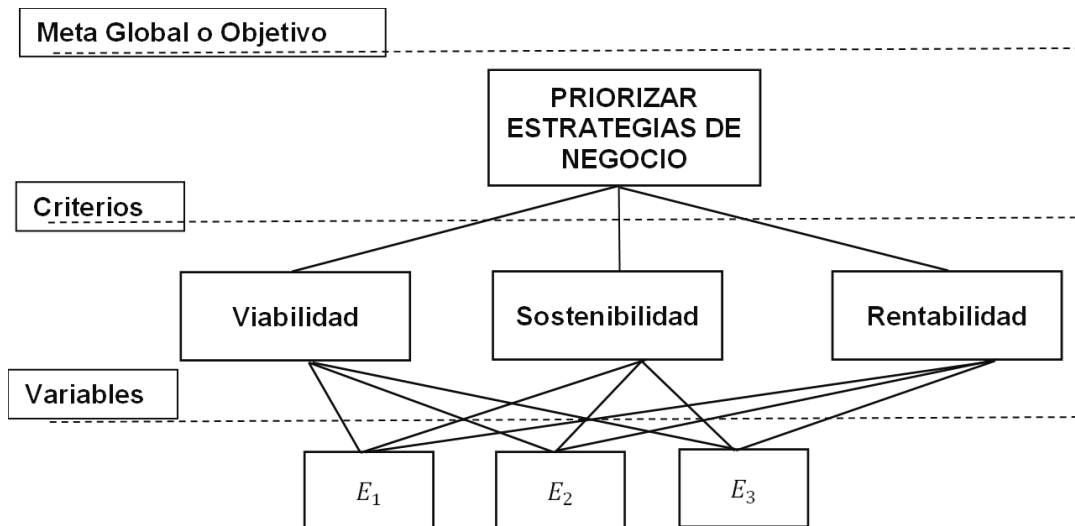 Meta Global o Objetivo
PRIORIZAR
ESTRATEGIAS DE
NEGOCIO
Criterios
Viabilidad
Sostenibilidad
Rentabilidad
Variables
E₁
E₂
E₃